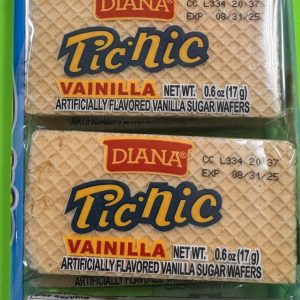 DIANA
CC L334 20:37
EXP 08/31/25
Pic·nic
VAINILLA NET WT. 0.6 oz (17 g)
ARTIFICIALLY FLAVORED VANILLA SUGAR WAFERS
DIANA®
CC L334 20:37
EXP 08/31/25
Pic·nic
VAINILLA NET WT. 0.6 oz (17 g)
ARTIFICIALLY FLAVORED VANILLA SUGAR WAFERS